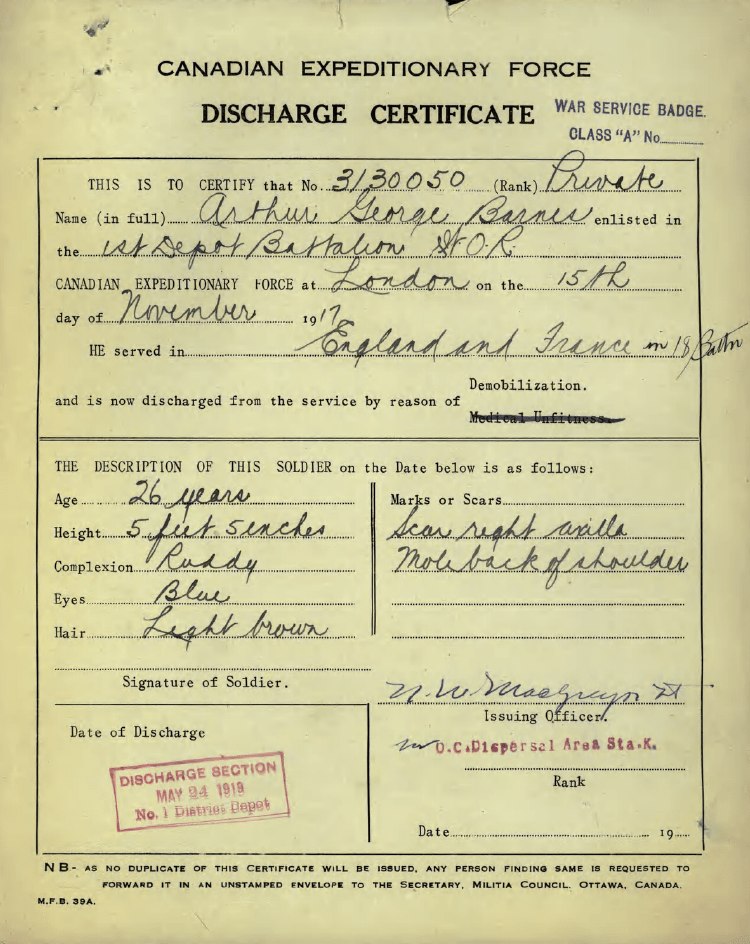 CANADIAN EXPEDITIONARY FORCE
DISCHARGE CERTIFICATE
WAR SERVICE BADGE.
CLASS "A" No
THIS IS TO CERTIFY that No. 3130050 (Rank) Private
Name (in full) Arthur George Barnes enlisted in
the 1st Depot Battalion W.O.R.
CANADIAN EXPEDITIONARY FORCE at London on the 15th
day of November 1917
HE served in England and France in 18 Battn
Demobilization.
and is now discharged from the service by reason of
Medical Unfitness.
THE DESCRIPTION OF THIS SOLDIER on the Date below is as follows:
Age 26 years
Height 5 feet 5 inches
Complexion Ruddy
Eyes Blue
Hair Light brown
Marks or Scars
Scar right axilla
Mole back of shoulder
Signature of Soldier.
MacGregor Lt
Issuing Officer.
O.C. Dispersal Area Sta. K.
Rank
Date 19
Date of Discharge
DISCHARGE SECTION
MAY 24 1919
No. 1 District Depot
NB- AS NO DUPLICATE OF THIS CERTIFICATE WILL BE ISSUED, ANY PERSON FINDING SAME IS REQUESTED TO
FORWARD IT IN AN UNSTAMPED ENVELOPE TO THE SECRETARY, MILITIA COUNCIL. OTTAWA, CANADA.
M.F.B. 39A.